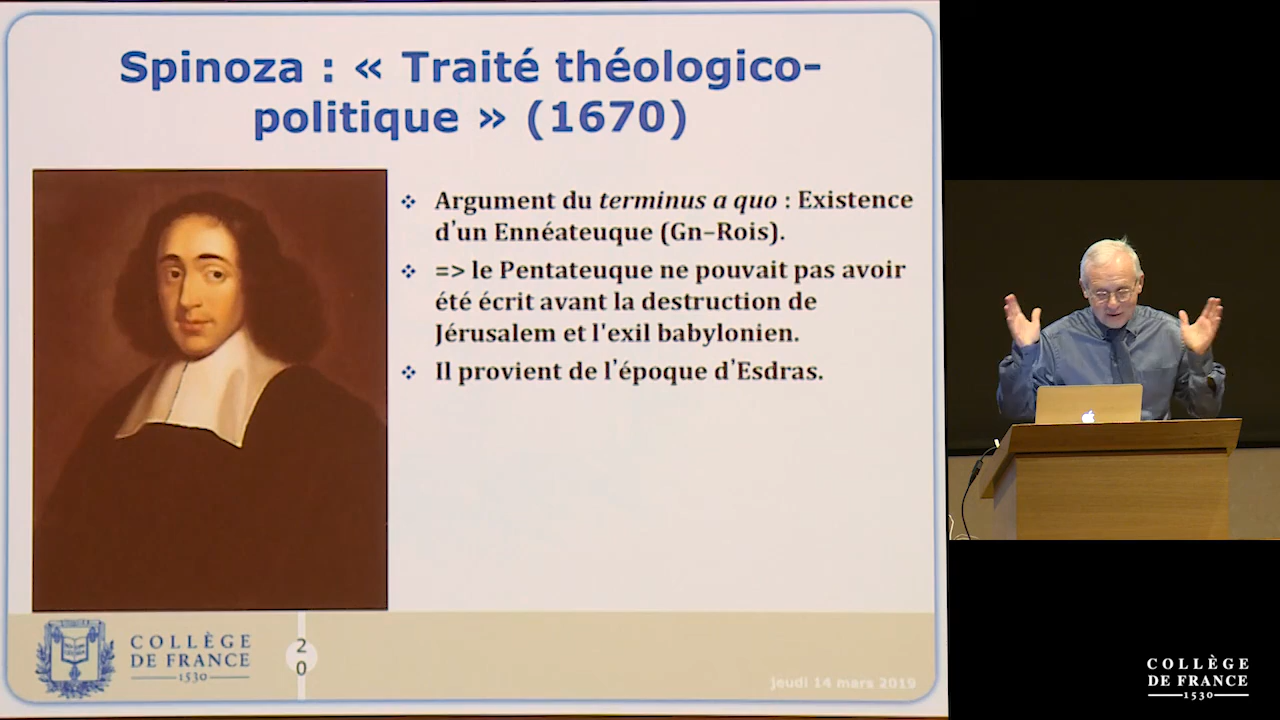 Spinoza : « Traité théologico-
politique » (1670)
❖ Argument du terminus a quo : Existence
d’un Ennéateuque (Gn–Rois).
❖ => le Pentateuque ne pouvait pas avoir
été écrit avant la destruction de
Jérusalem et l'exil babylonien.
❖ Il provient de l’époque d’Esdras.
COLLÈGE
DE FRANCE
1530
2
0
jeudi 14 mars 2019
COLLÈGE
DE FRANCE
1530